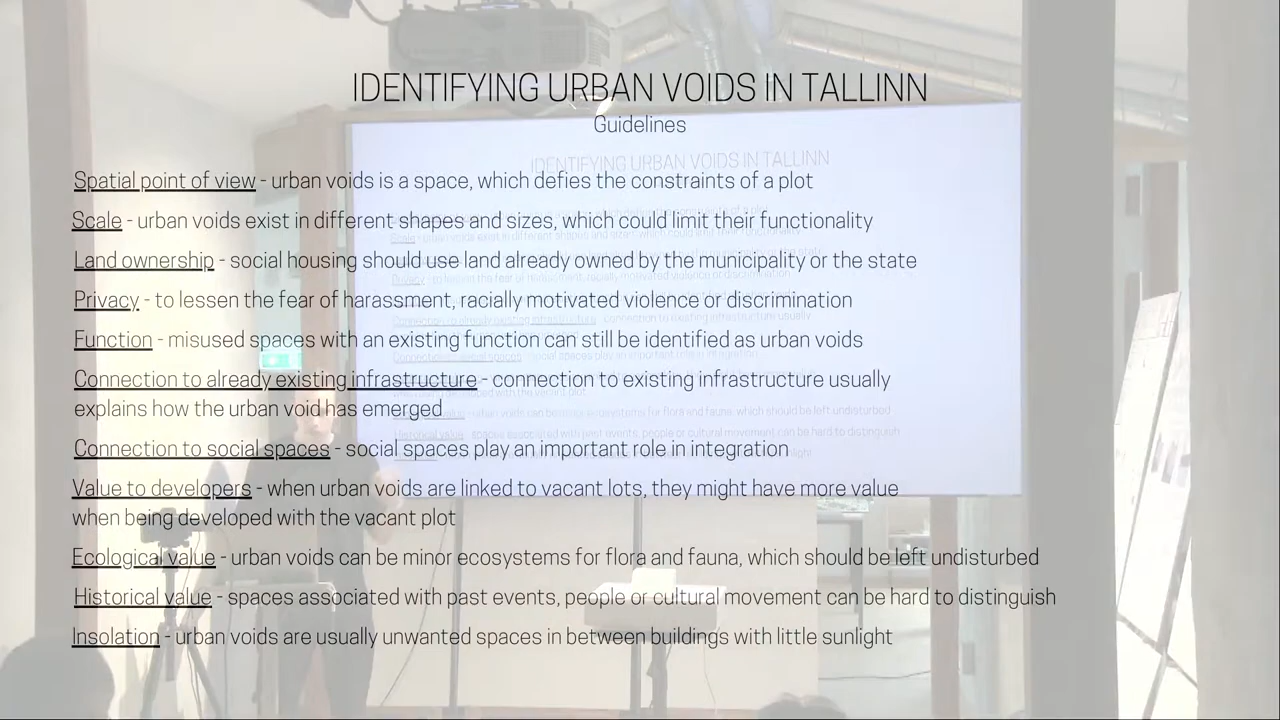 IDENTIFYING URBAN VOIDS IN TALLINN
Guidelines
Spatial point of view - urban voids is a space, which defies the constraints of a plot
Scale - urban voids exist in different shapes and sizes, which could limit their functionality
Land ownership - social housing should use land already owned by the municipality or the state
Privacy - to lessen the fear of harassment, racially motivated violence or discrimination
Function - misused spaces with an existing function can still be identified as urban voids
Connection to already existing infrastructure - connection to existing infrastructure usually
explains how the urban void has emerged
Connection to social spaces - social spaces play an important role in integration
Value to developers - when urban voids are linked to vacant lots, they might have more value
when being developed with the vacant plot
Ecological value - urban voids can be minor ecosystems for flora and fauna, which should be left undisturbed
Historical value - spaces associated with past events, people or cultural movement can be hard to distinguish
Insolation - urban voids are usually unwanted spaces in between buildings with little sunlight
IDENTIFYING URBAN VOIDS IN TALLINN